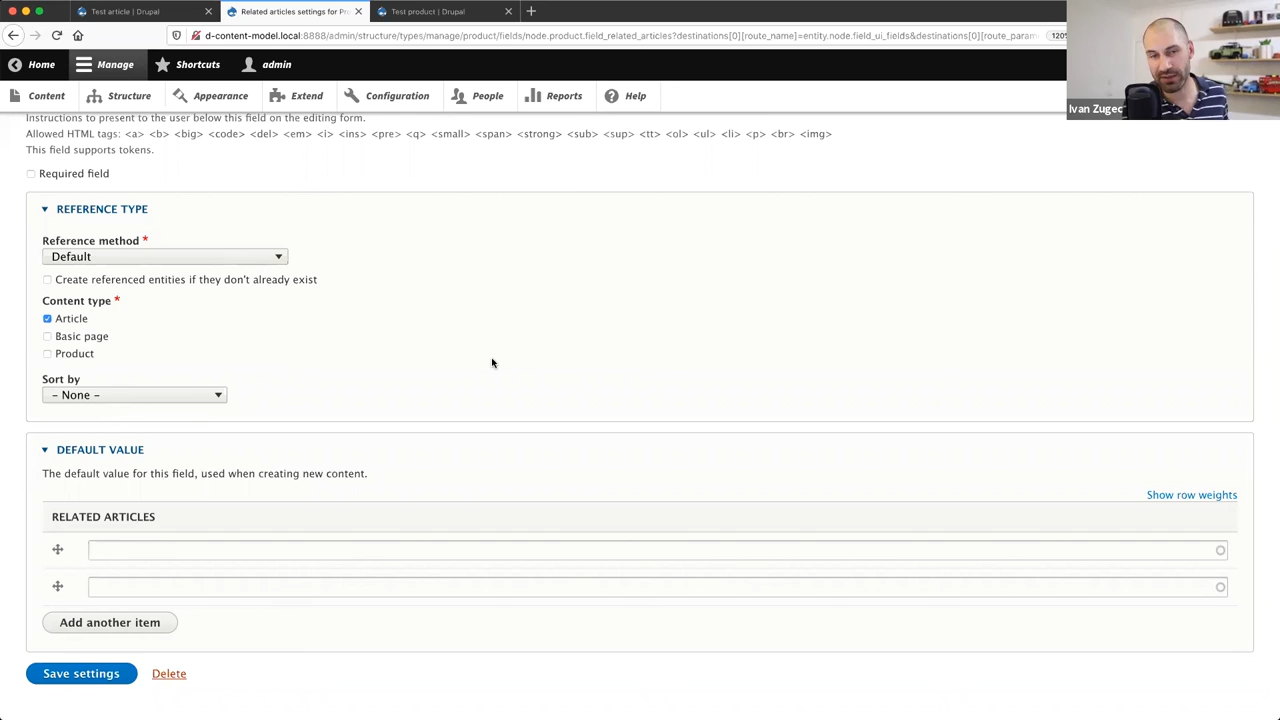 Test article | Drupal
Related articles settings for Pr
Test product | Drupal
d-content-model.local:8888/admin/structure/types/manage/product/fields/node.product.field_related_articles?destinations[0][route_name]=entity.node.field_ui_fields&destinations[0][route_param
120%
Home
Manage
Shortcuts
admin
Content
Structure
Appearance
Extend
Configuration
People
Reports
Help
Ivan Zugec
Instructions to present to the user below this field on the editing form.
Allowed HTML tags: <a> <b> <big> <code> <del> <em> <i> <ins> <pre> <q> <small> <span> <strong> <sub> <sup> <tt> <ol> <ul> <li> <p> <br> <img>
This field supports tokens.
Required field
REFERENCE TYPE
Reference method *
Default
Create referenced entities if they don't already exist
Content type *
Article
Basic page
Product
Sort by
- None -
DEFAULT VALUE
The default value for this field, used when creating new content.
Show row weights
RELATED ARTICLES
Add another item
Save settings
Delete